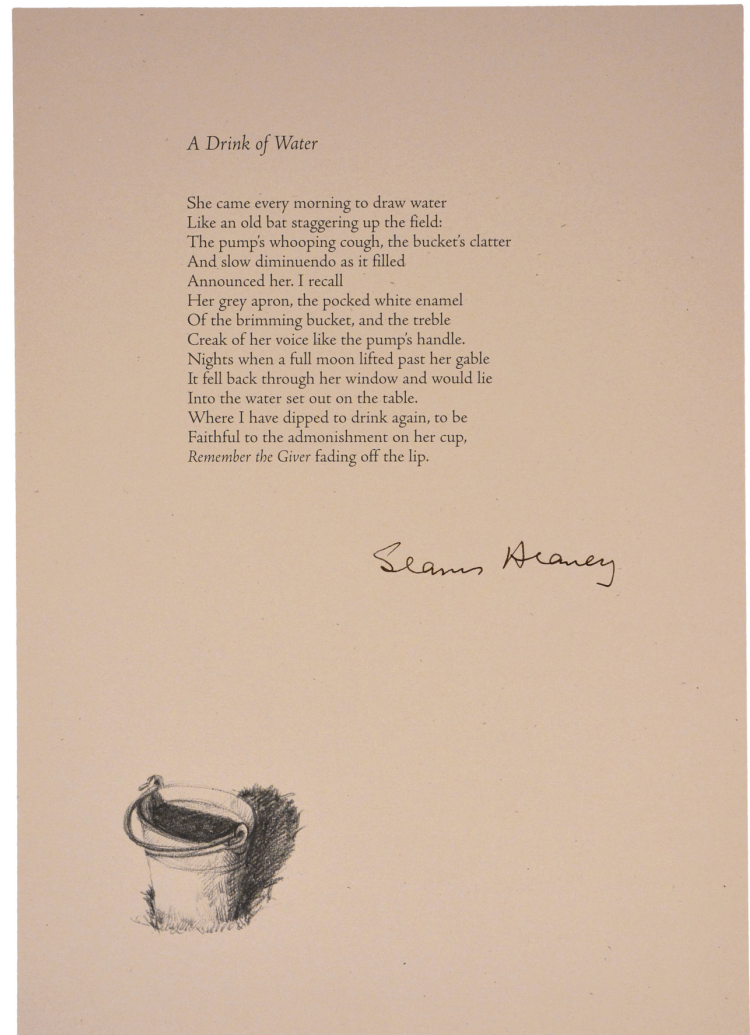 A Drink of Water
She came every morning to draw water
Like an old bat staggering up the field:
The pump's whooping cough, the bucket's clatter
And slow diminuendo as it filled
Announced her. I recall
Her grey apron, the pocked white enamel
Of the brimming bucket, and the treble
Creak of her voice like the pump's handle.
Nights when a full moon lifted past her gable
It fell back through her window and would lie
Into the water set out on the table.
Where I have dipped to drink again, to be
Faithful to the admonishment on her cup,
Remember the Giver fading off the lip.
Seamus Heaney